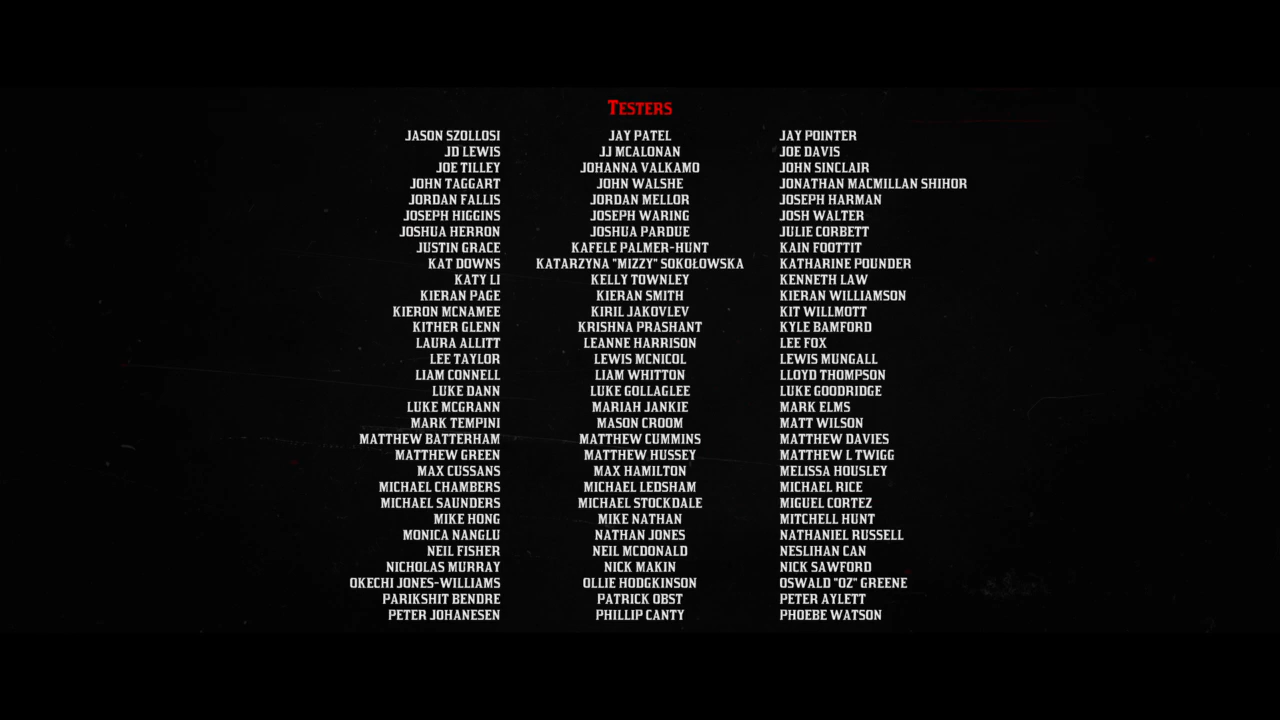 TESTERS
JASON SZOLLOSI JAY PATEL JAY POINTER
JD LEWIS JJ MCALONAN JOE DAVIS
JOE TILLEY JOHANNA VALKAMO JOHN SINCLAIR
JOHN TAGGART JOHN WALSHE JONATHAN MACMILLAN SHIHOR
JORDAN FALLIS JORDAN MELLOR JOSEPH HARMAN
JOSEPH HIGGINS JOSEPH WARING JOSH WALTER
JOSHUA HERRON JOSHUA PARDUE JULIE CORBETT
JUSTIN GRACE KAFELE PALMER-HUNT KAIN FOOTTIT
KAT DOWNS KATARZYNA "MIZZY" SOKOŁOWSKA KATHARINE POUNDER
KATY LI KELLY TOWNLEY KENNETH LAW
KIERAN PAGE KIERAN SMITH KIERAN WILLIAMSON
KIERON MCNAMEE KIRIL JAKOVLEV KIT WILLMOTT
KITHER GLENN KRISHNA PRASHANT KYLE BAMFORD
LAURA ALLITT LEANNE HARRISON LEE FOX
LEE TAYLOR LEWIS MCNICOL LEWIS MUNGALL
LIAM CONNELL LIAM WHITTON LLOYD THOMPSON
LUKE DANN LUKE GOLLAGLEE LUKE GOODRIDGE
LUKE MCGRANN MARIAH JANKIE MARK ELMS
MARK TEMPINI MASON CROOM MATT WILSON
MATTHEW BATTERHAM MATTHEW CUMMINS MATTHEW DAVIES
MATTHEW GREEN MATTHEW HUSSEY MATTHEW L TWIGG
MAX CUSSANS MAX HAMILTON MELISSA HOUSLEY
MICHAEL CHAMBERS MICHAEL LEDSHAM MICHAEL RICE
MICHAEL SAUNDERS MICHAEL STOCKDALE MIGUEL CORTEZ
MIKE HONG MIKE NATHAN MITCHELL HUNT
MONICA NANGLU NATHAN JONES NATHANIEL RUSSELL
NEIL FISHER NEIL MCDONALD NESLIHAN CAN
NICHOLAS MURRAY NICK MAKIN NICK SAWFORD
OKECHI JONES-WILLIAMS OLLIE HODGKINSON OSWALD "OZ" GREENE
PARIKSHIT BENDRE PATRICK OBST PETER AYLETT
PETER JOHANESEN PHILLIP CANTY PHOEBE WATSON